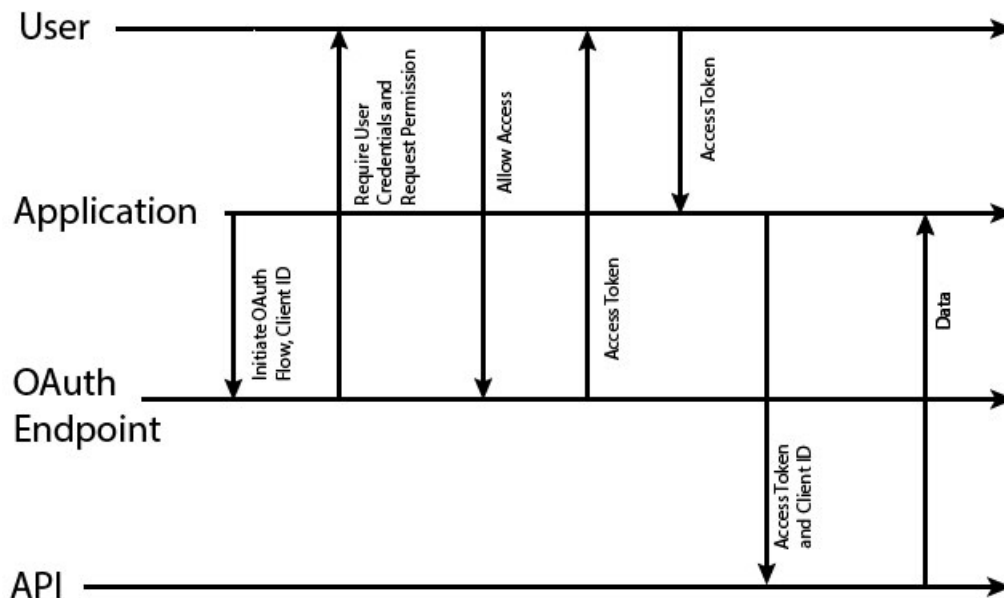 User
Require User
Credentials and
Request Permission
Allow Access
Access Token
Application
Initiate OAuth
Flow, Client ID
Access Token
Data
OAuth
Endpoint
Access Token
and Client ID
API